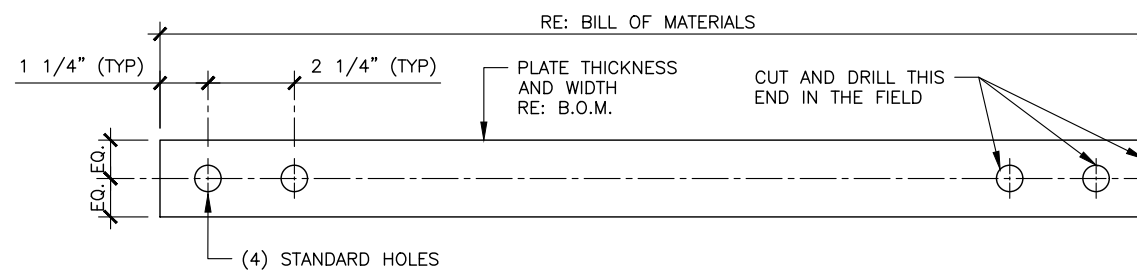 RE: BILL OF MATERIALS
1 1/4" (TYP)
2 1/4" (TYP)
PLATE THICKNESS
AND WIDTH
RE: B.O.M.
CUT AND DRILL THIS
END IN THE FIELD
EQ.
EQ.
(4) STANDARD HOLES